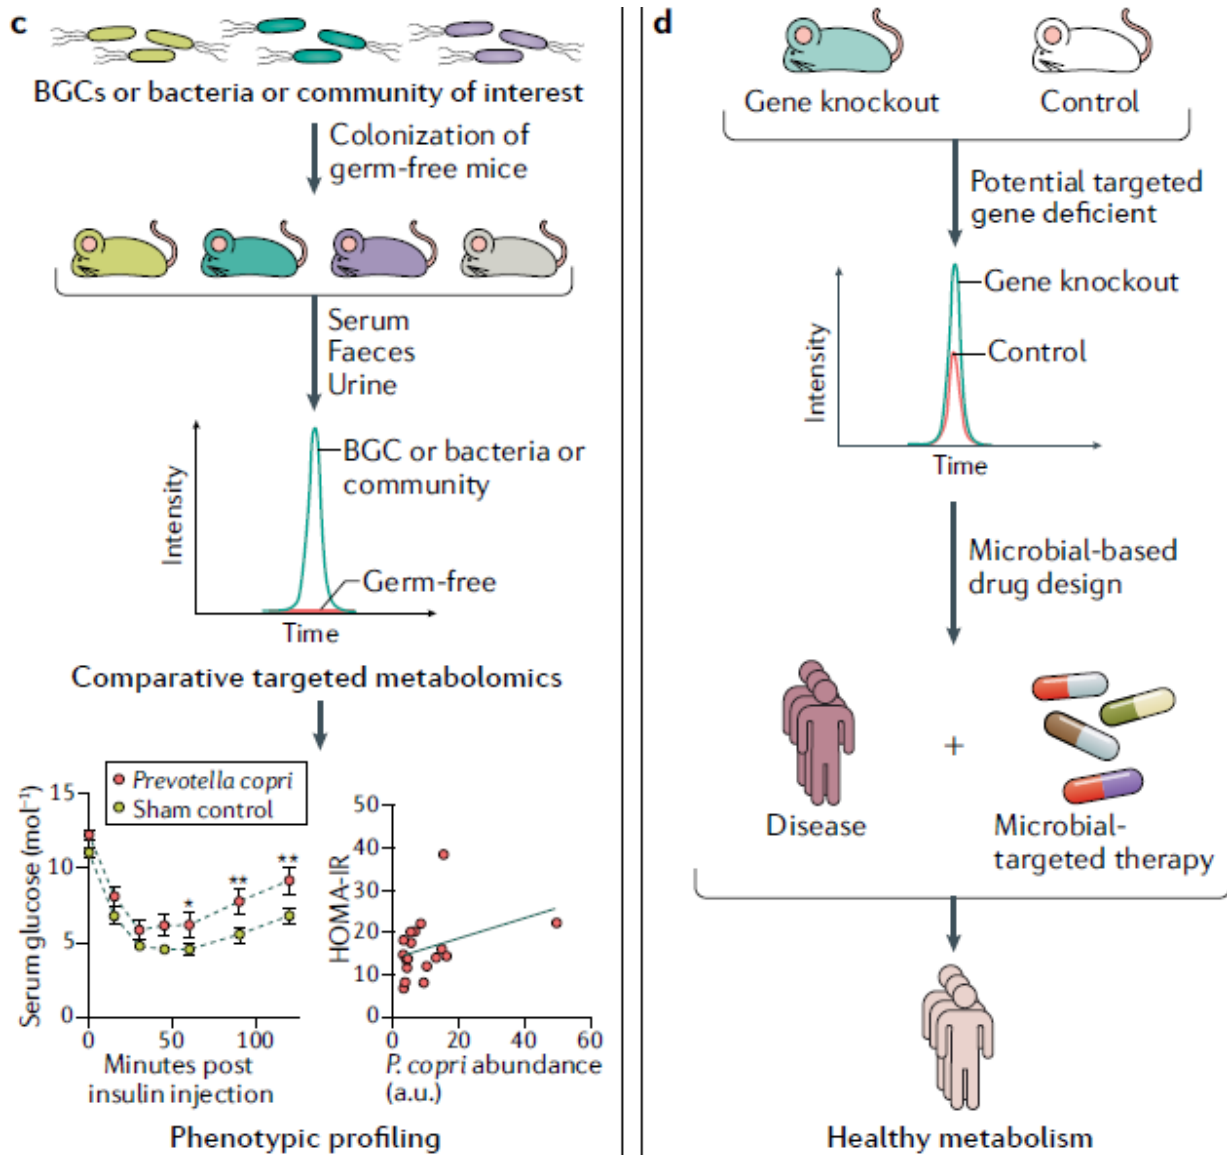 c
BGCs or bacteria or community of interest
Colonization of
germ-free mice
Serum
Faeces
Urine
Intensity
BGC or bacteria or
community
Germ-free
Time
Comparative targeted metabolomics
Prevotella copri
Sham control
Serum glucose (mol⁻¹)
15
10
5
0
*
**
**
0
50
100
Minutes post
insulin injection
HOMA-IR
50
40
30
20
10
0
0
20
40
60
P. copri abundance
(a.u.)
Phenotypic profiling
d
Gene knockout
Control
Potential targeted
gene deficient
Intensity
Gene knockout
Control
Time
Microbial-based
drug design
+
Disease
Microbial-
targeted therapy
Healthy metabolism